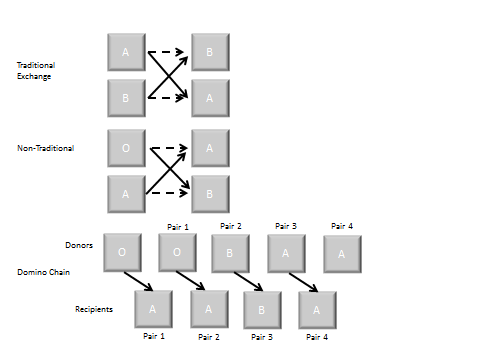 A B
Traditional
Exchange
B A
Non-Traditional O A
A B
Pair 1 Pair 2 Pair 3 Pair 4
Donors O O B A A
Domino Chain
Recipients A A B A
Pair 1 Pair 2 Pair 3 Pair 4